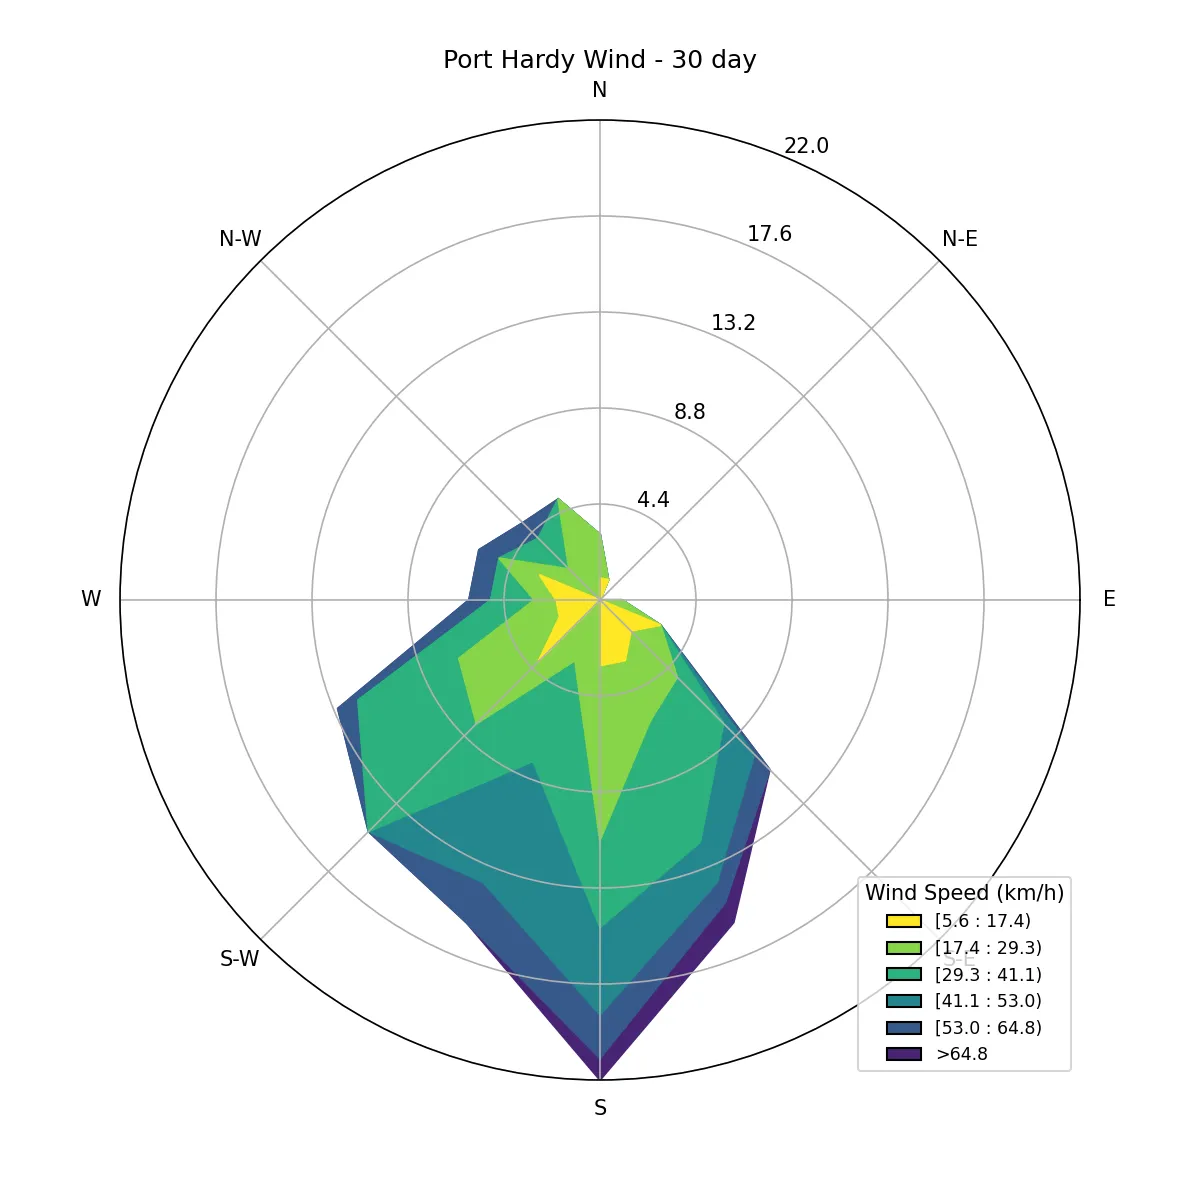 Port Hardy Wind - 30 day
N
22.0
17.6
N-W
N-E
13.2
8.8
4.4
W
E
Wind Speed (km/h)
[5.6 : 17.4)
[17.4 : 29.3)
S-W
S-E
[29.3 : 41.1)
[41.1 : 53.0)
[53.0 : 64.8)
>64.8
S